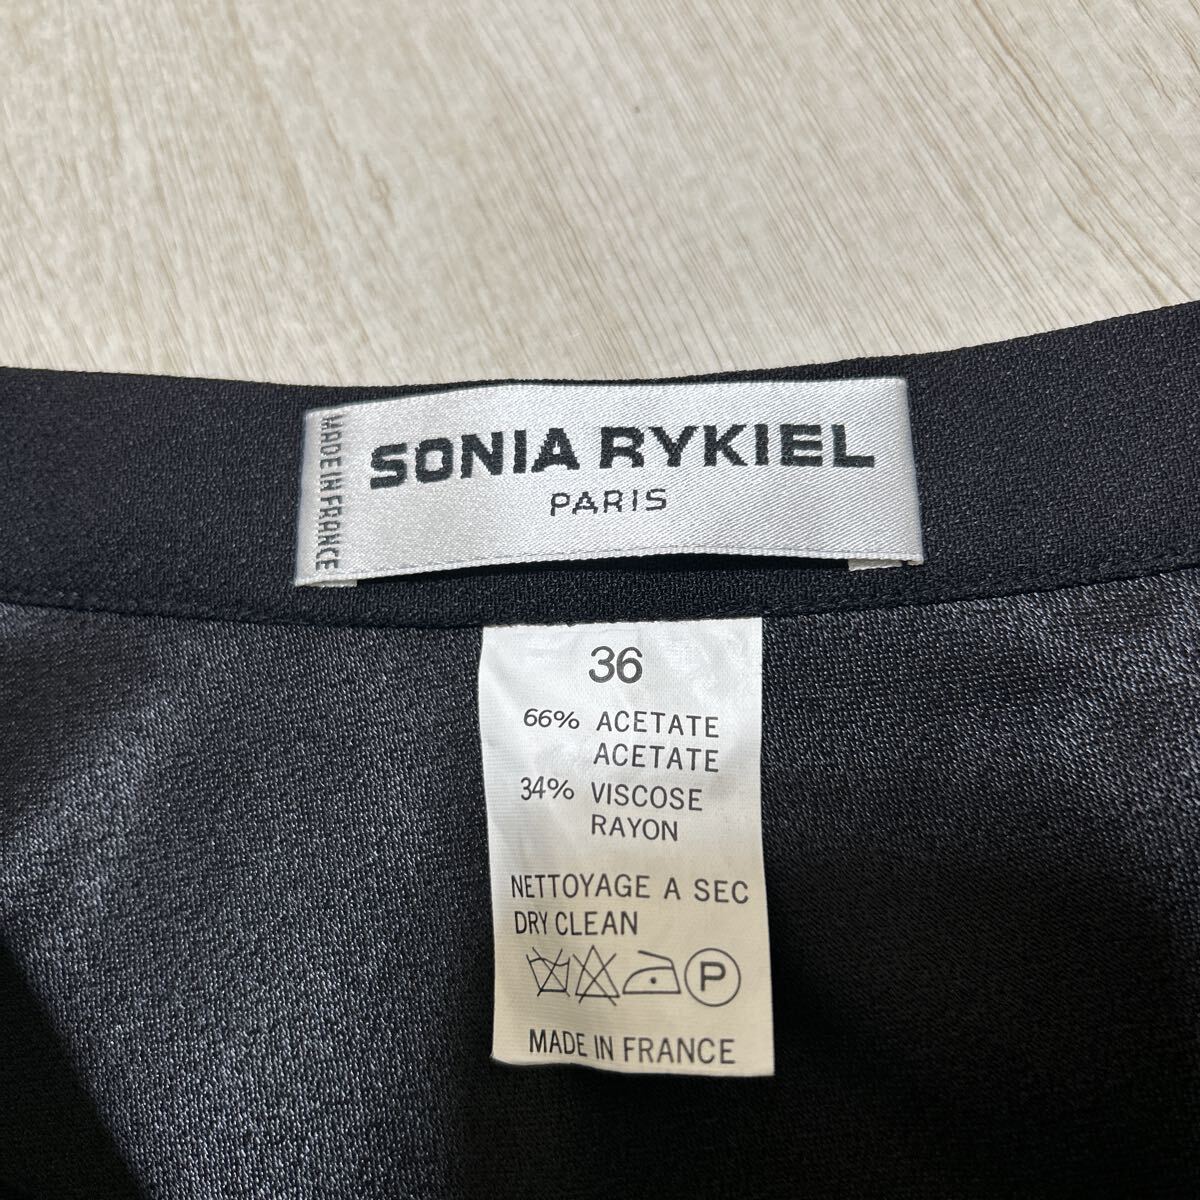 MADE IN FRANCE
SONIA RYKIEL
PARIS
36
66% ACETATE
ACETATE
34% VISCOSE
RAYON
NETTOYAGE A SEC
DRY CLEAN
P
MADE IN FRANCE